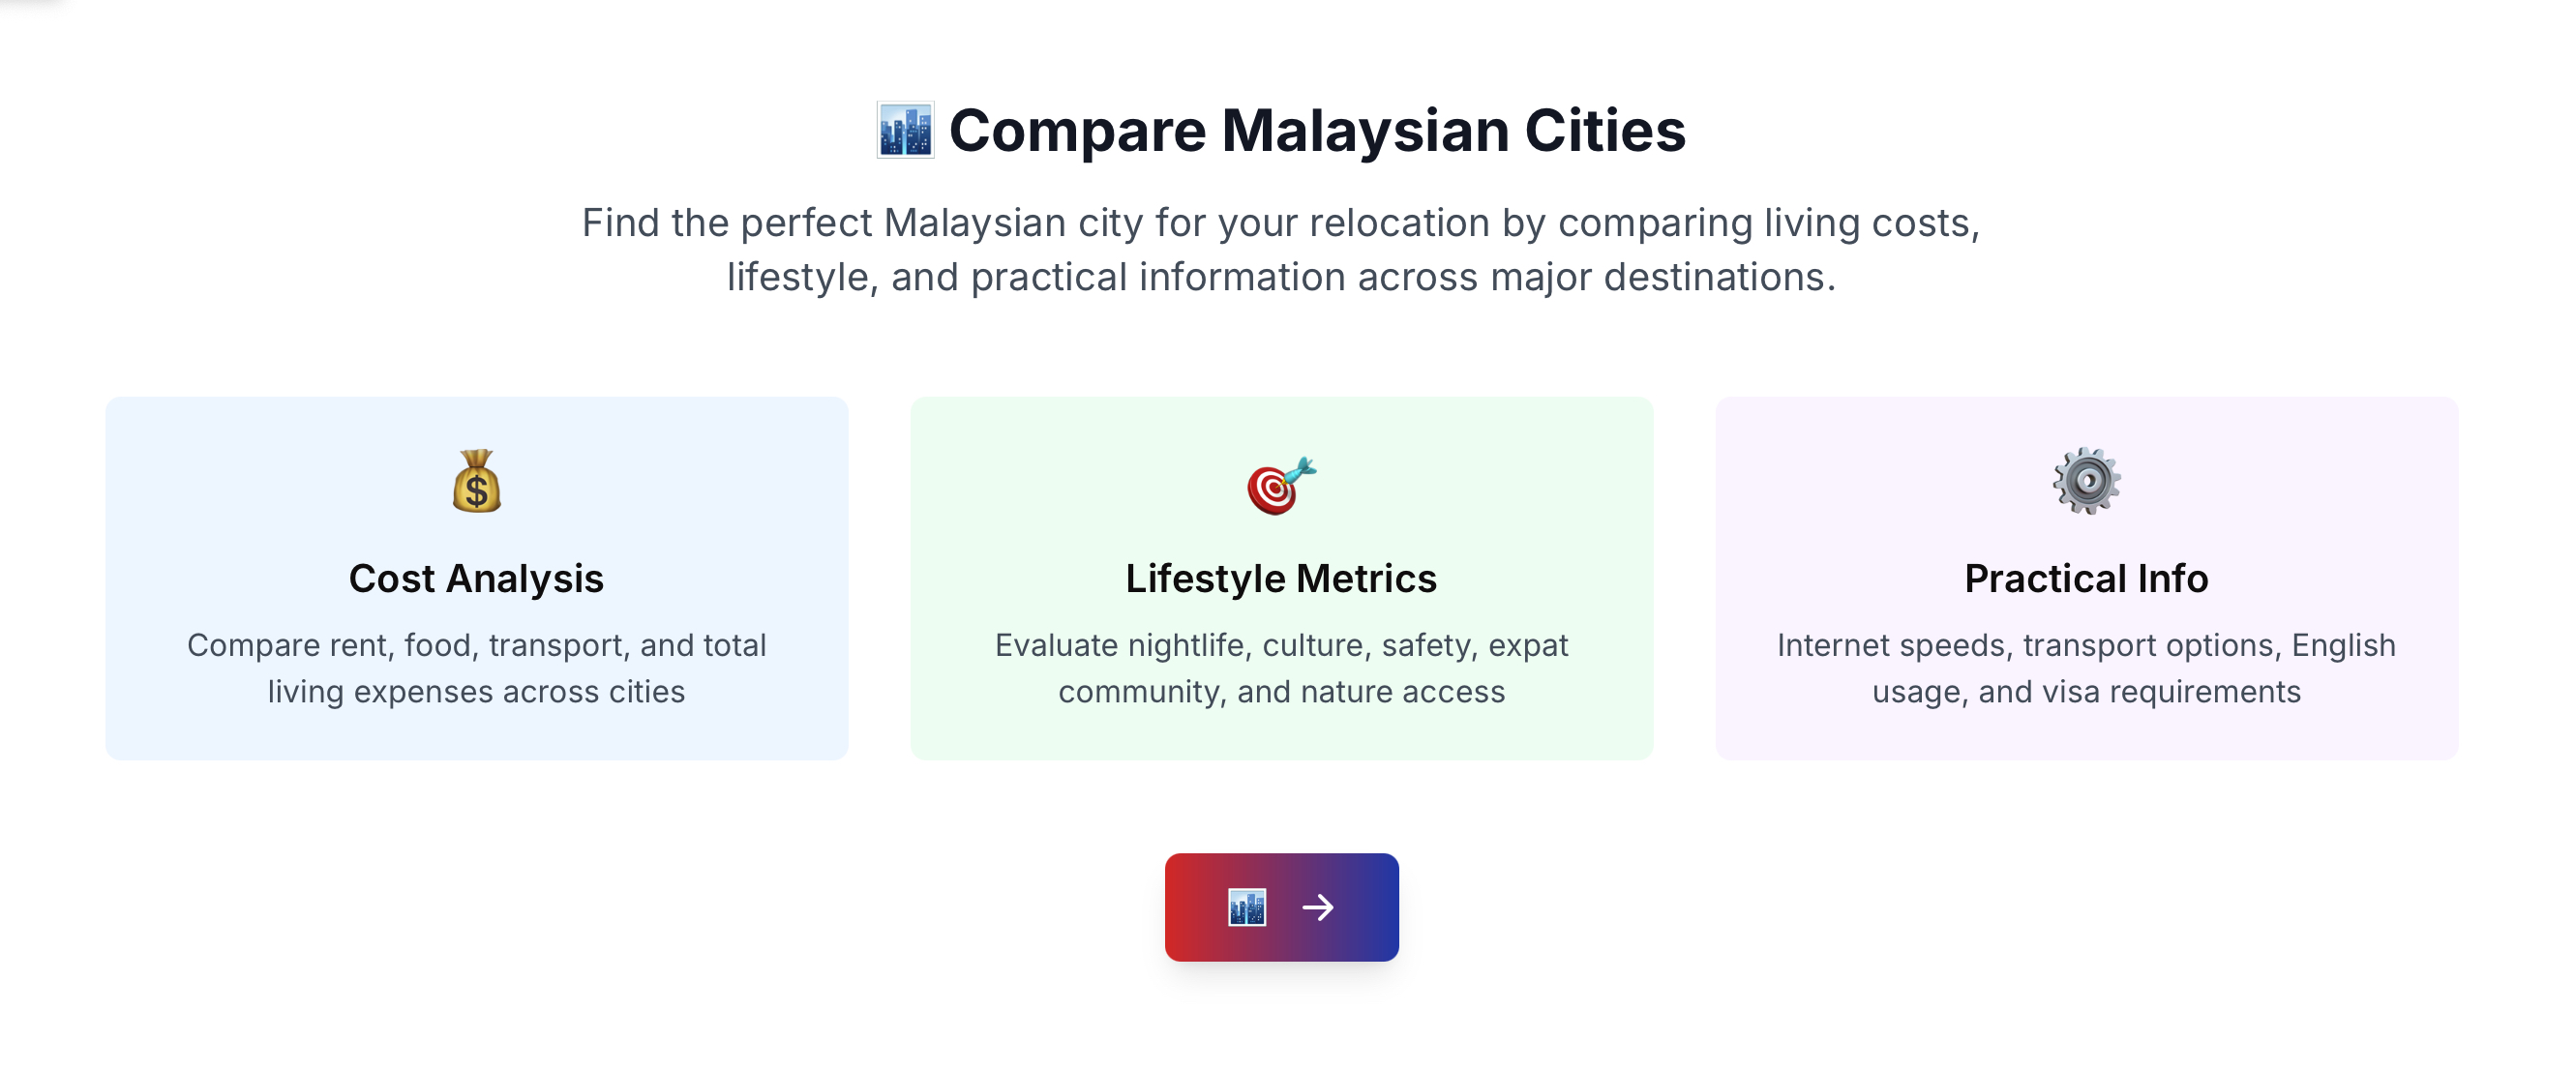 Compare Malaysian Cities
Find the perfect Malaysian city for your relocation by comparing living costs,
lifestyle, and practical information across major destinations.
Cost Analysis
Compare rent, food, transport, and total
living expenses across cities
Lifestyle Metrics
Evaluate nightlife, culture, safety, expat
community, and nature access
Practical Info
Internet speeds, transport options, English
usage, and visa requirements